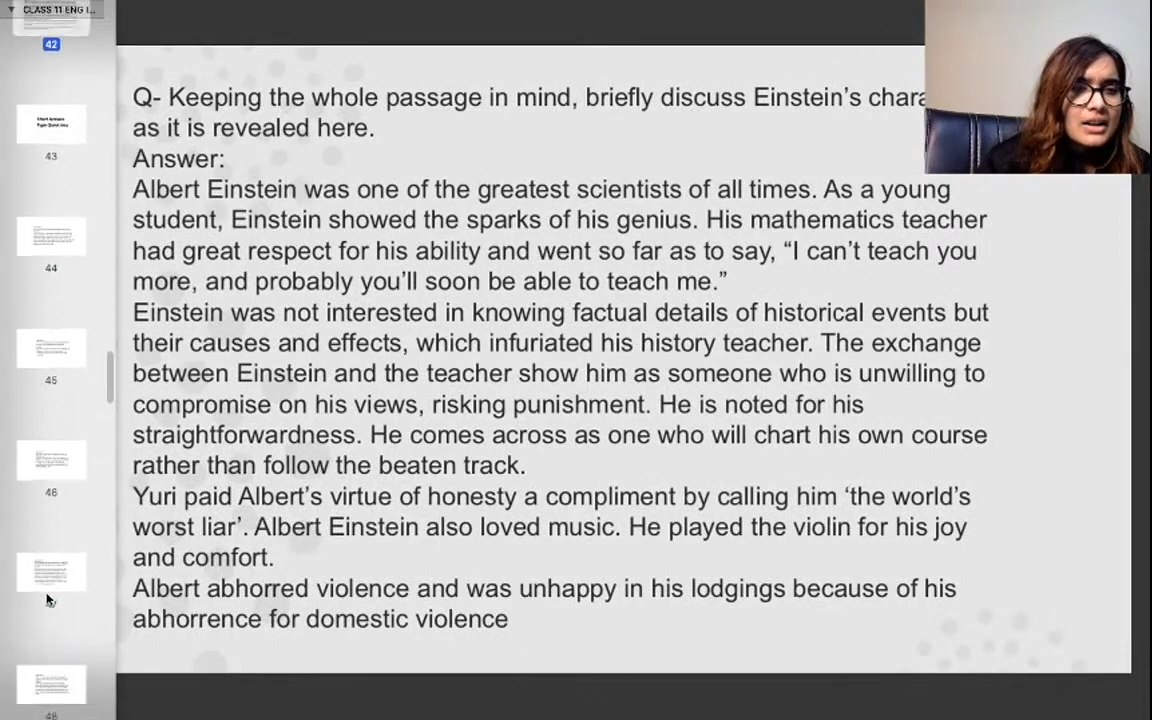 CLASS 11 ENG I...
42
43
44
45
46
48
Q- Keeping the whole passage in mind, briefly discuss Einstein's chara
as it is revealed here.
Answer:
Albert Einstein was one of the greatest scientists of all times. As a young
student, Einstein showed the sparks of his genius. His mathematics teacher
had great respect for his ability and went so far as to say, “I can't teach you
more, and probably you'll soon be able to teach me.”
Einstein was not interested in knowing factual details of historical events but
their causes and effects, which infuriated his history teacher. The exchange
between Einstein and the teacher show him as someone who is unwilling to
compromise on his views, risking punishment. He is noted for his
straightforwardness. He comes across as one who will chart his own course
rather than follow the beaten track.
Yuri paid Albert's virtue of honesty a compliment by calling him ‘the world's
worst liar’. Albert Einstein also loved music. He played the violin for his joy
and comfort.
Albert abhorred violence and was unhappy in his lodgings because of his
abhorrence for domestic violence